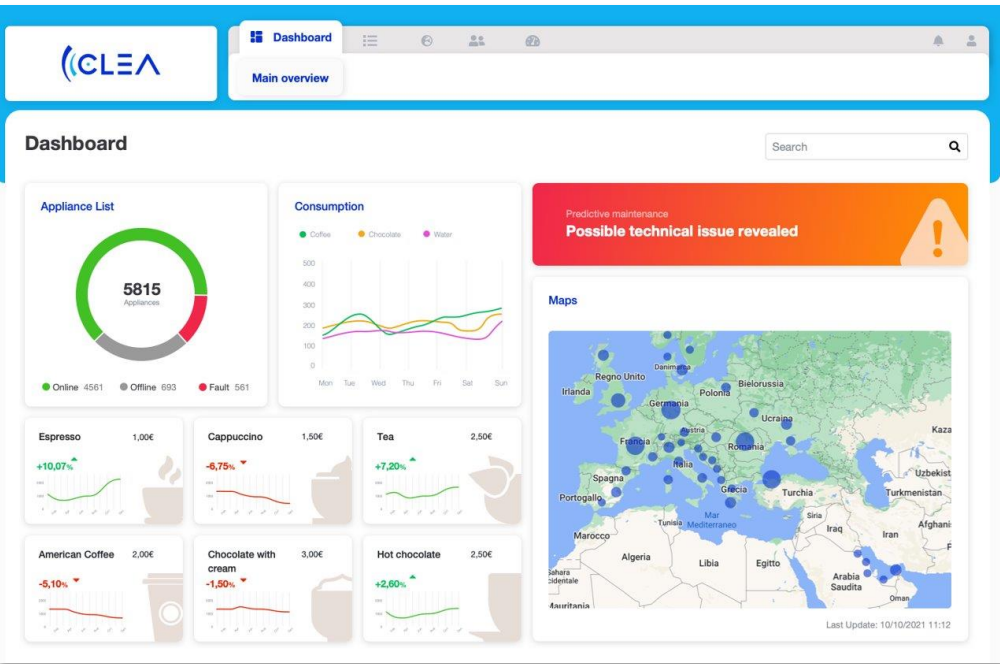 CLEA
Dashboard
Main overview
Dashboard
Search
Appliance List
5815
Appliances
Online 4561 Offline 693 Fault 561
Consumption
Coffee Chocolate Water
500
400
300
200
100
0
Mon Tue Wed Thu Fri Sat Sun
Predictive maintenance
Possible technical issue revealed
Espresso 1,00€
+10,07%
Cappuccino 1,50€
-6,75%
Tea 2,50€
+7,20%
American Coffee 2,00€
-5,10%
Chocolate with
cream 3,00€
-1,50%
Hot chocolate 2,50€
+2,60%
Maps
Danimarca
Regno Unito
Irlanda
Bielorussia
Polonia
Germania
Ucraina
Austria
Kaza
Francia
Romania
Italia
Uzbekist
Spagna
Grecia
Turchia
Turkmenistan
Portogallo
Mar
Mediterraneo
Tunisia
Siria
Iraq
Iran
Afghani
Marocco
Algeria
Libia
Egitto
Sahara
cidentale
Arabia
Saudita
Oman
Mauritania
Last Update: 10/10/2021 11:12